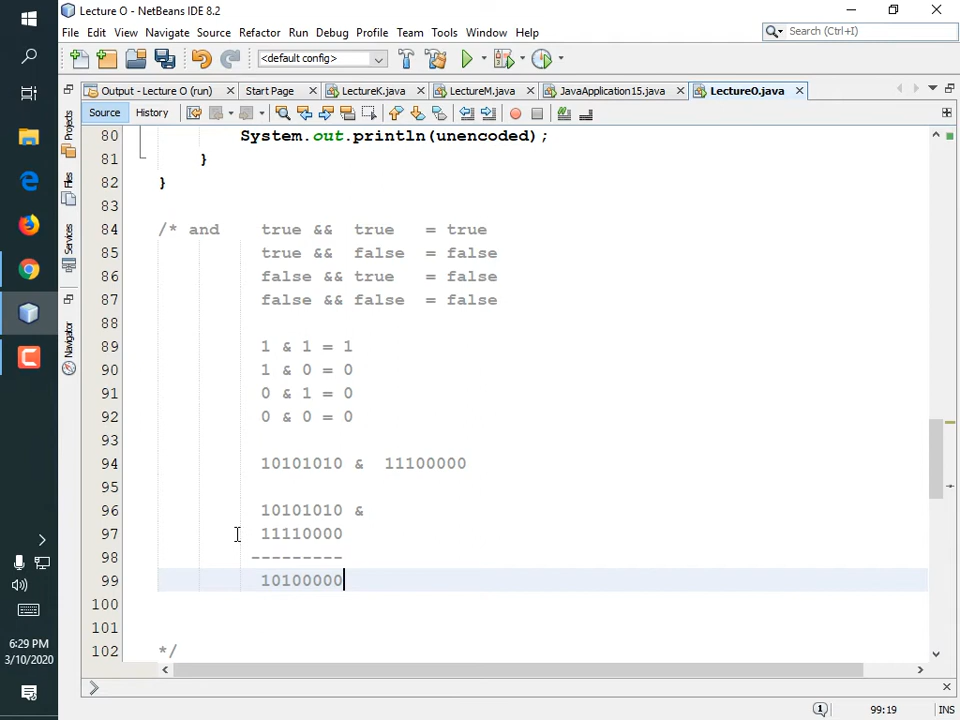 Lecture O - NetBeans IDE 8.2
File Edit View Navigate Source Refactor Run Debug Profile Team Tools Window Help
Search (Ctrl+I)
<default config>
Output - Lecture O (run) Start Page LectureK.java LectureM.java JavaApplication15.java LectureO.java
Source History
Projects
Files
Services
Navigator
80 System.out.println(unencoded);
81 }
82 }
83
84 /* and true && true = true
85 true && false = false
86 false && true = false
87 false && false = false
88
89 1 & 1 = 1
90 1 & 0 = 0
91 0 & 1 = 0
92 0 & 0 = 0
93
94 10101010 & 11100000
95
96 10101010 &
97 11110000
98 ---------
99 10100000
100
101
102 */
6:29 PM
3/10/2020
1
99:19
INS